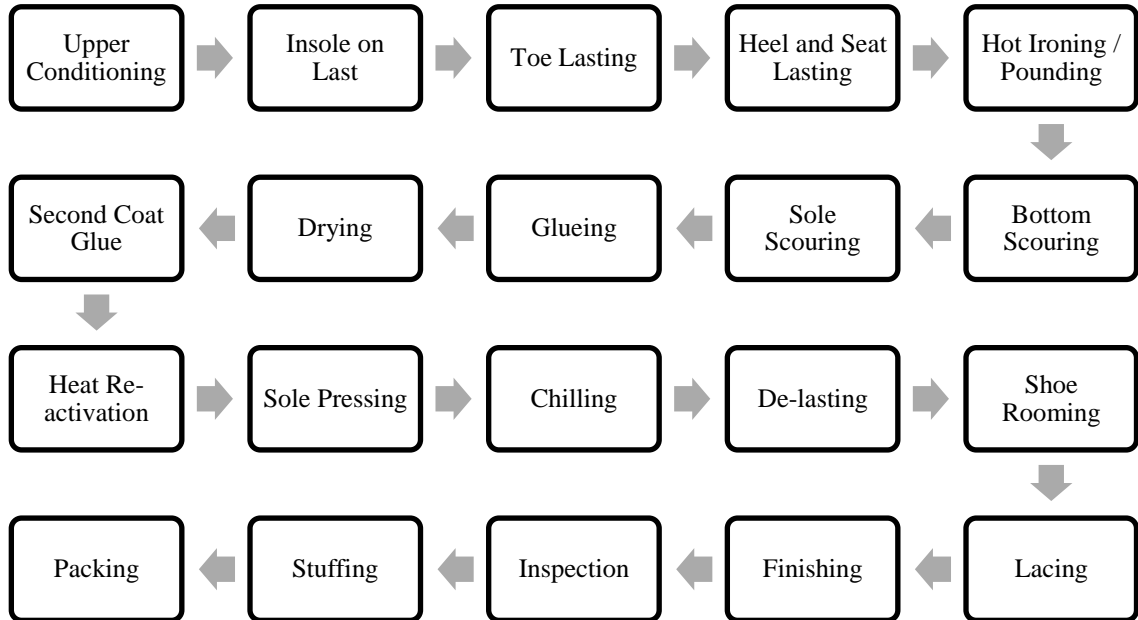 Upper
Conditioning
Insole on
Last
Toe Lasting
Heel and Seat
Lasting
Hot Ironing /
Pounding
Bottom
Scouring
Sole
Scouring
Glueing
Drying
Second Coat
Glue
Heat Re-
activation
Sole Pressing
Chilling
De-lasting
Shoe
Rooming
Lacing
Finishing
Inspection
Stuffing
Packing